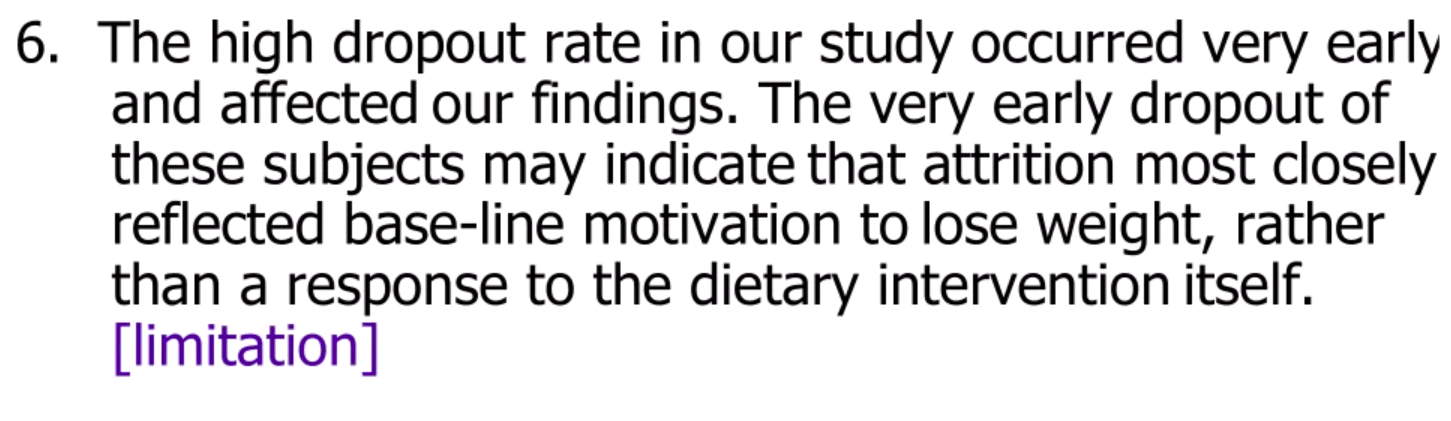 6. The high dropout rate in our study occurred very early
and affected our findings. The very early dropout of
these subjects may indicate that attrition most closely
reflected base-line motivation to lose weight, rather
than a response to the dietary intervention itself.
[limitation]